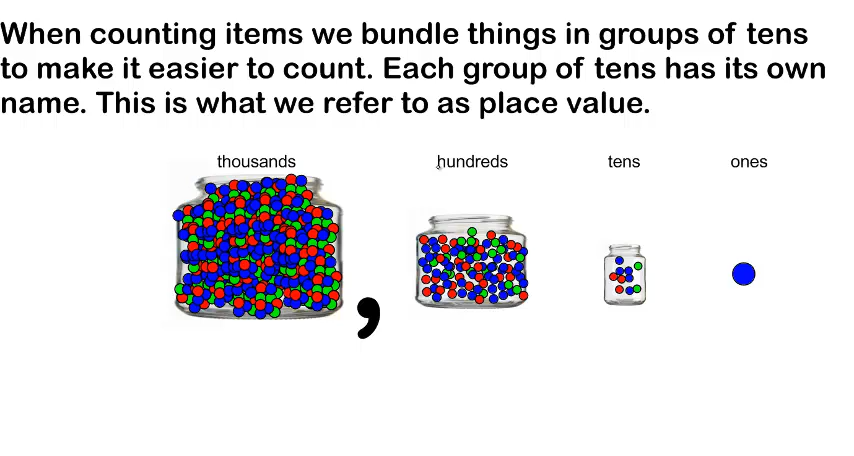 When counting items we bundle things in groups of tens
to make it easier to count. Each group of tens has its own
name. This is what we refer to as place value.
thousands hundreds tens ones
,